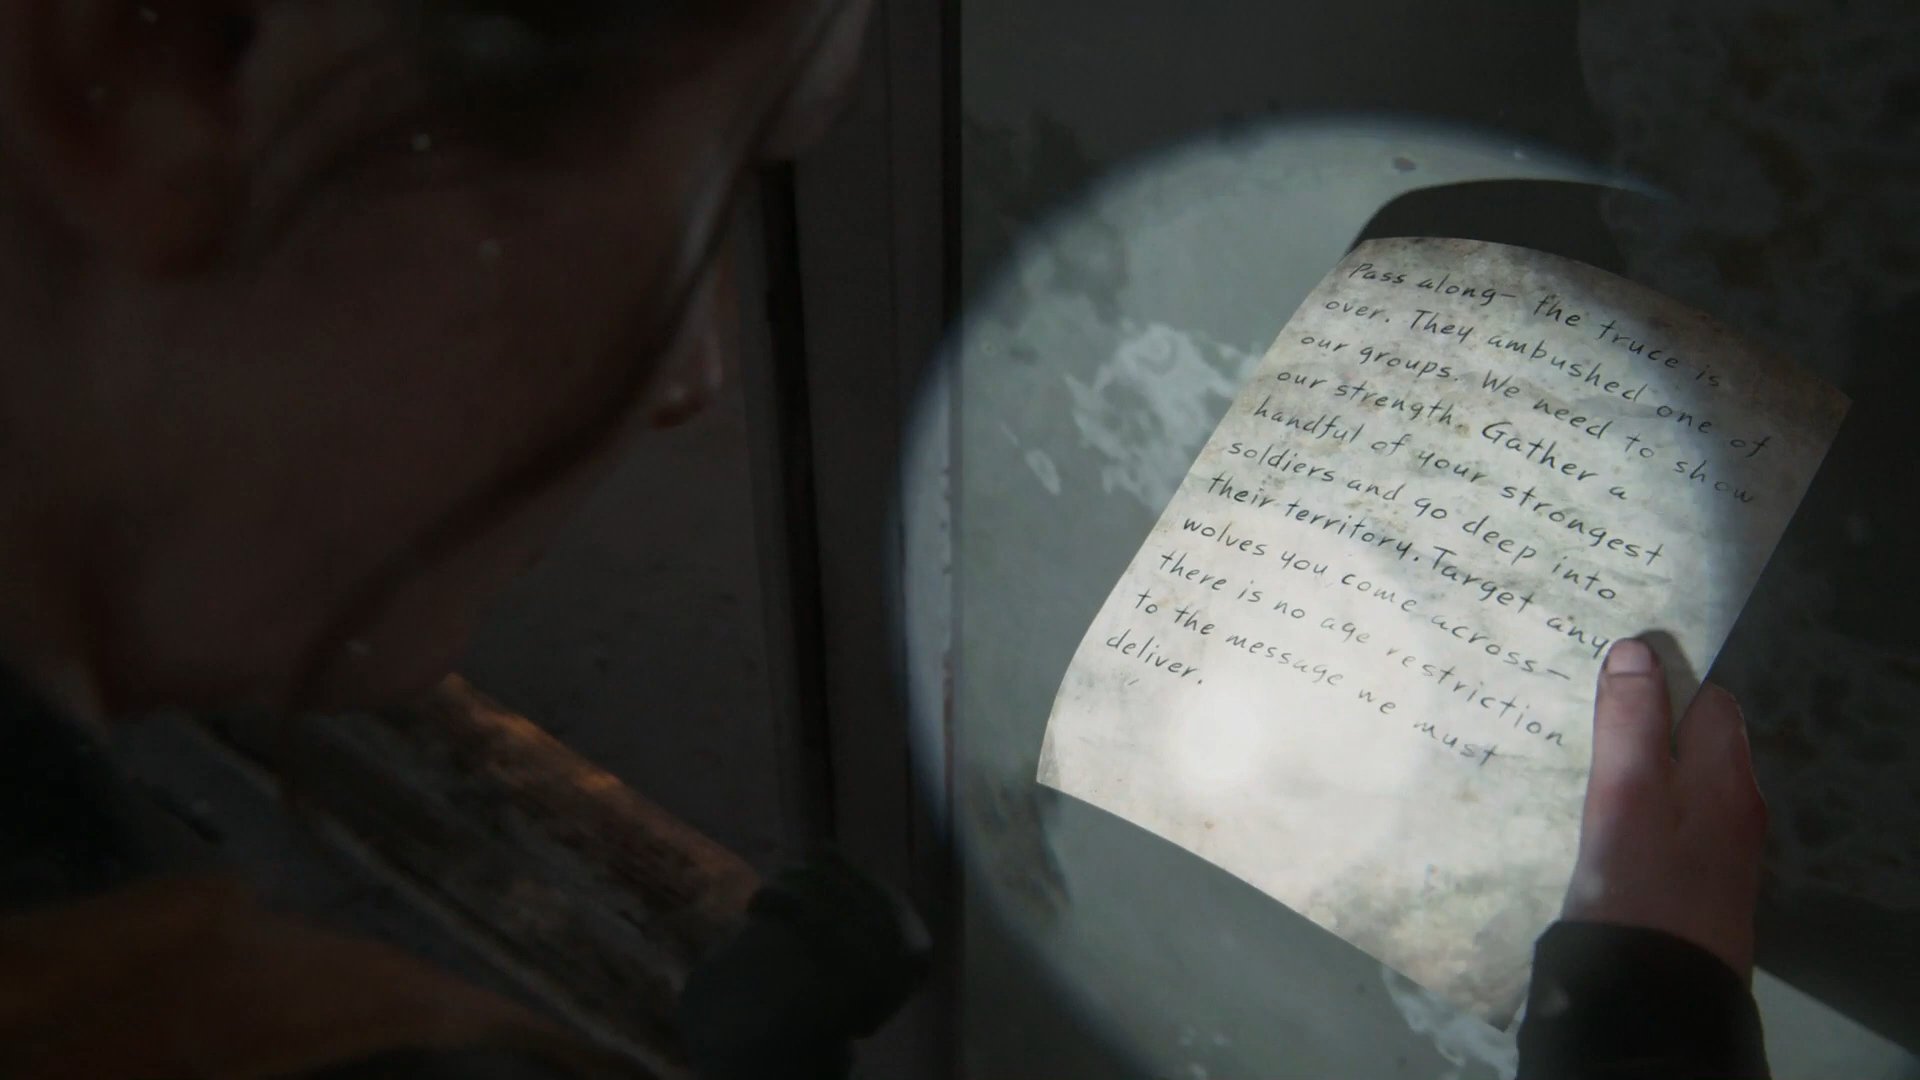 Pass along- the truce is
over. They ambushed one of
our groups. We need to show
our strength. Gather a
handful of your strongest
soldiers and go deep into
their territory. Target any
wolves you come across-
there is no age restriction
to the message we must
deliver.